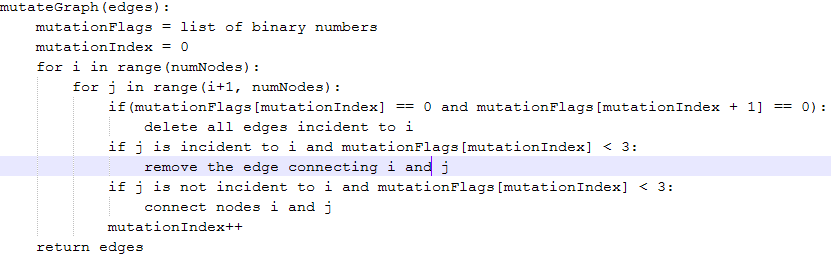 mutateGraph(edges):
    mutationFlags = list of binary numbers
    mutationIndex = 0
    for i in range(numNodes):
        for j in range(i+1, numNodes):
            if(mutationFlags[mutationIndex] == 0 and mutationFlags[mutationIndex + 1] == 0):
                delete all edges incident to i
            if j is incident to i and mutationFlags[mutationIndex] < 3:
                remove the edge connecting i and j
            if j is not incident to i and mutationFlags[mutationIndex] < 3:
                connect nodes i and j
            mutationIndex++
    return edges